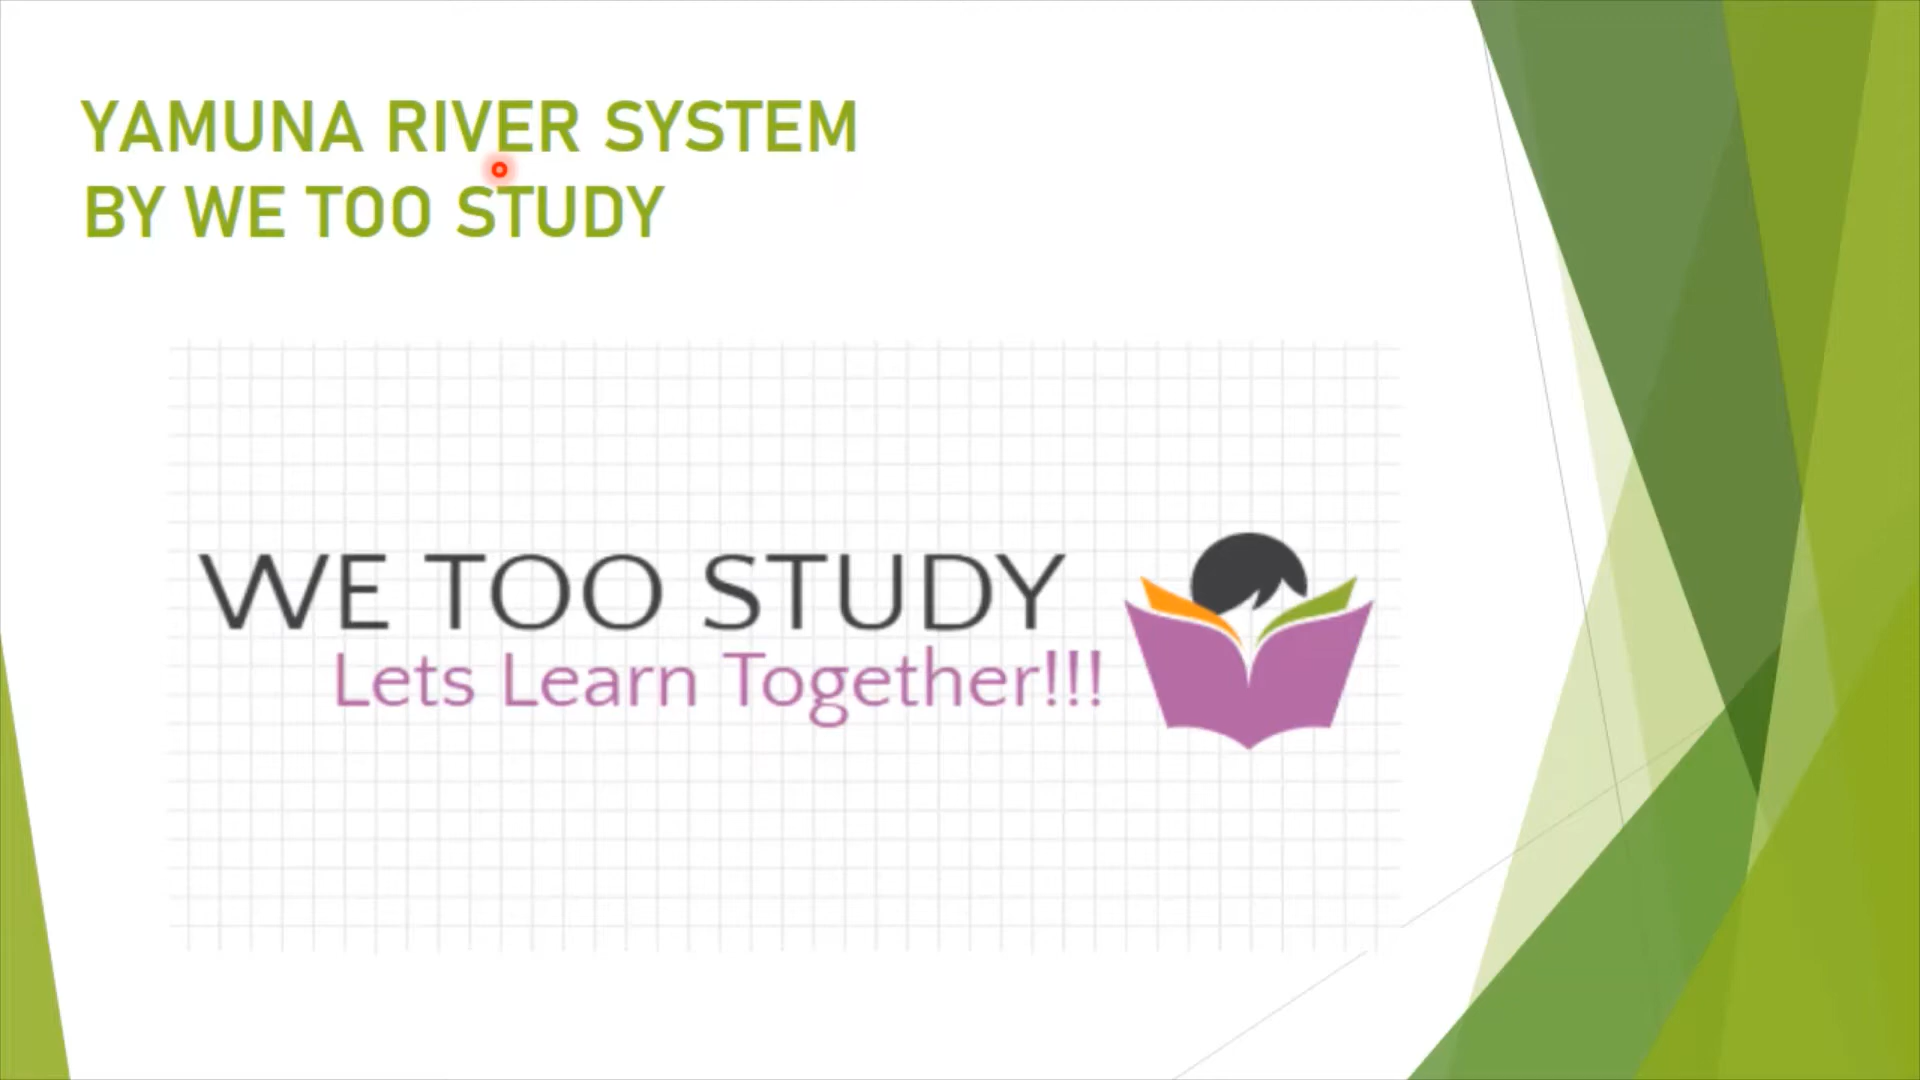 YAMUNA RIVER SYSTEM
BY WE TOO STUDY
WE TOO STUDY
Lets Learn Together!!!